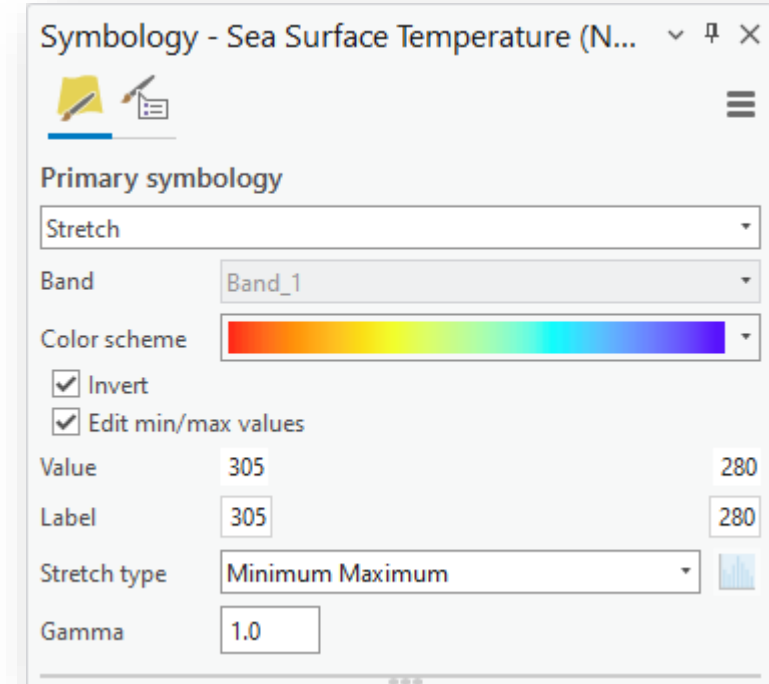 Symbology - Sea Surface Temperature (N...
Primary symbology
Stretch
Band Band_1
Color scheme
Invert
Edit min/max values
Value 305 280
Label 305 280
Stretch type Minimum Maximum
Gamma 1.0